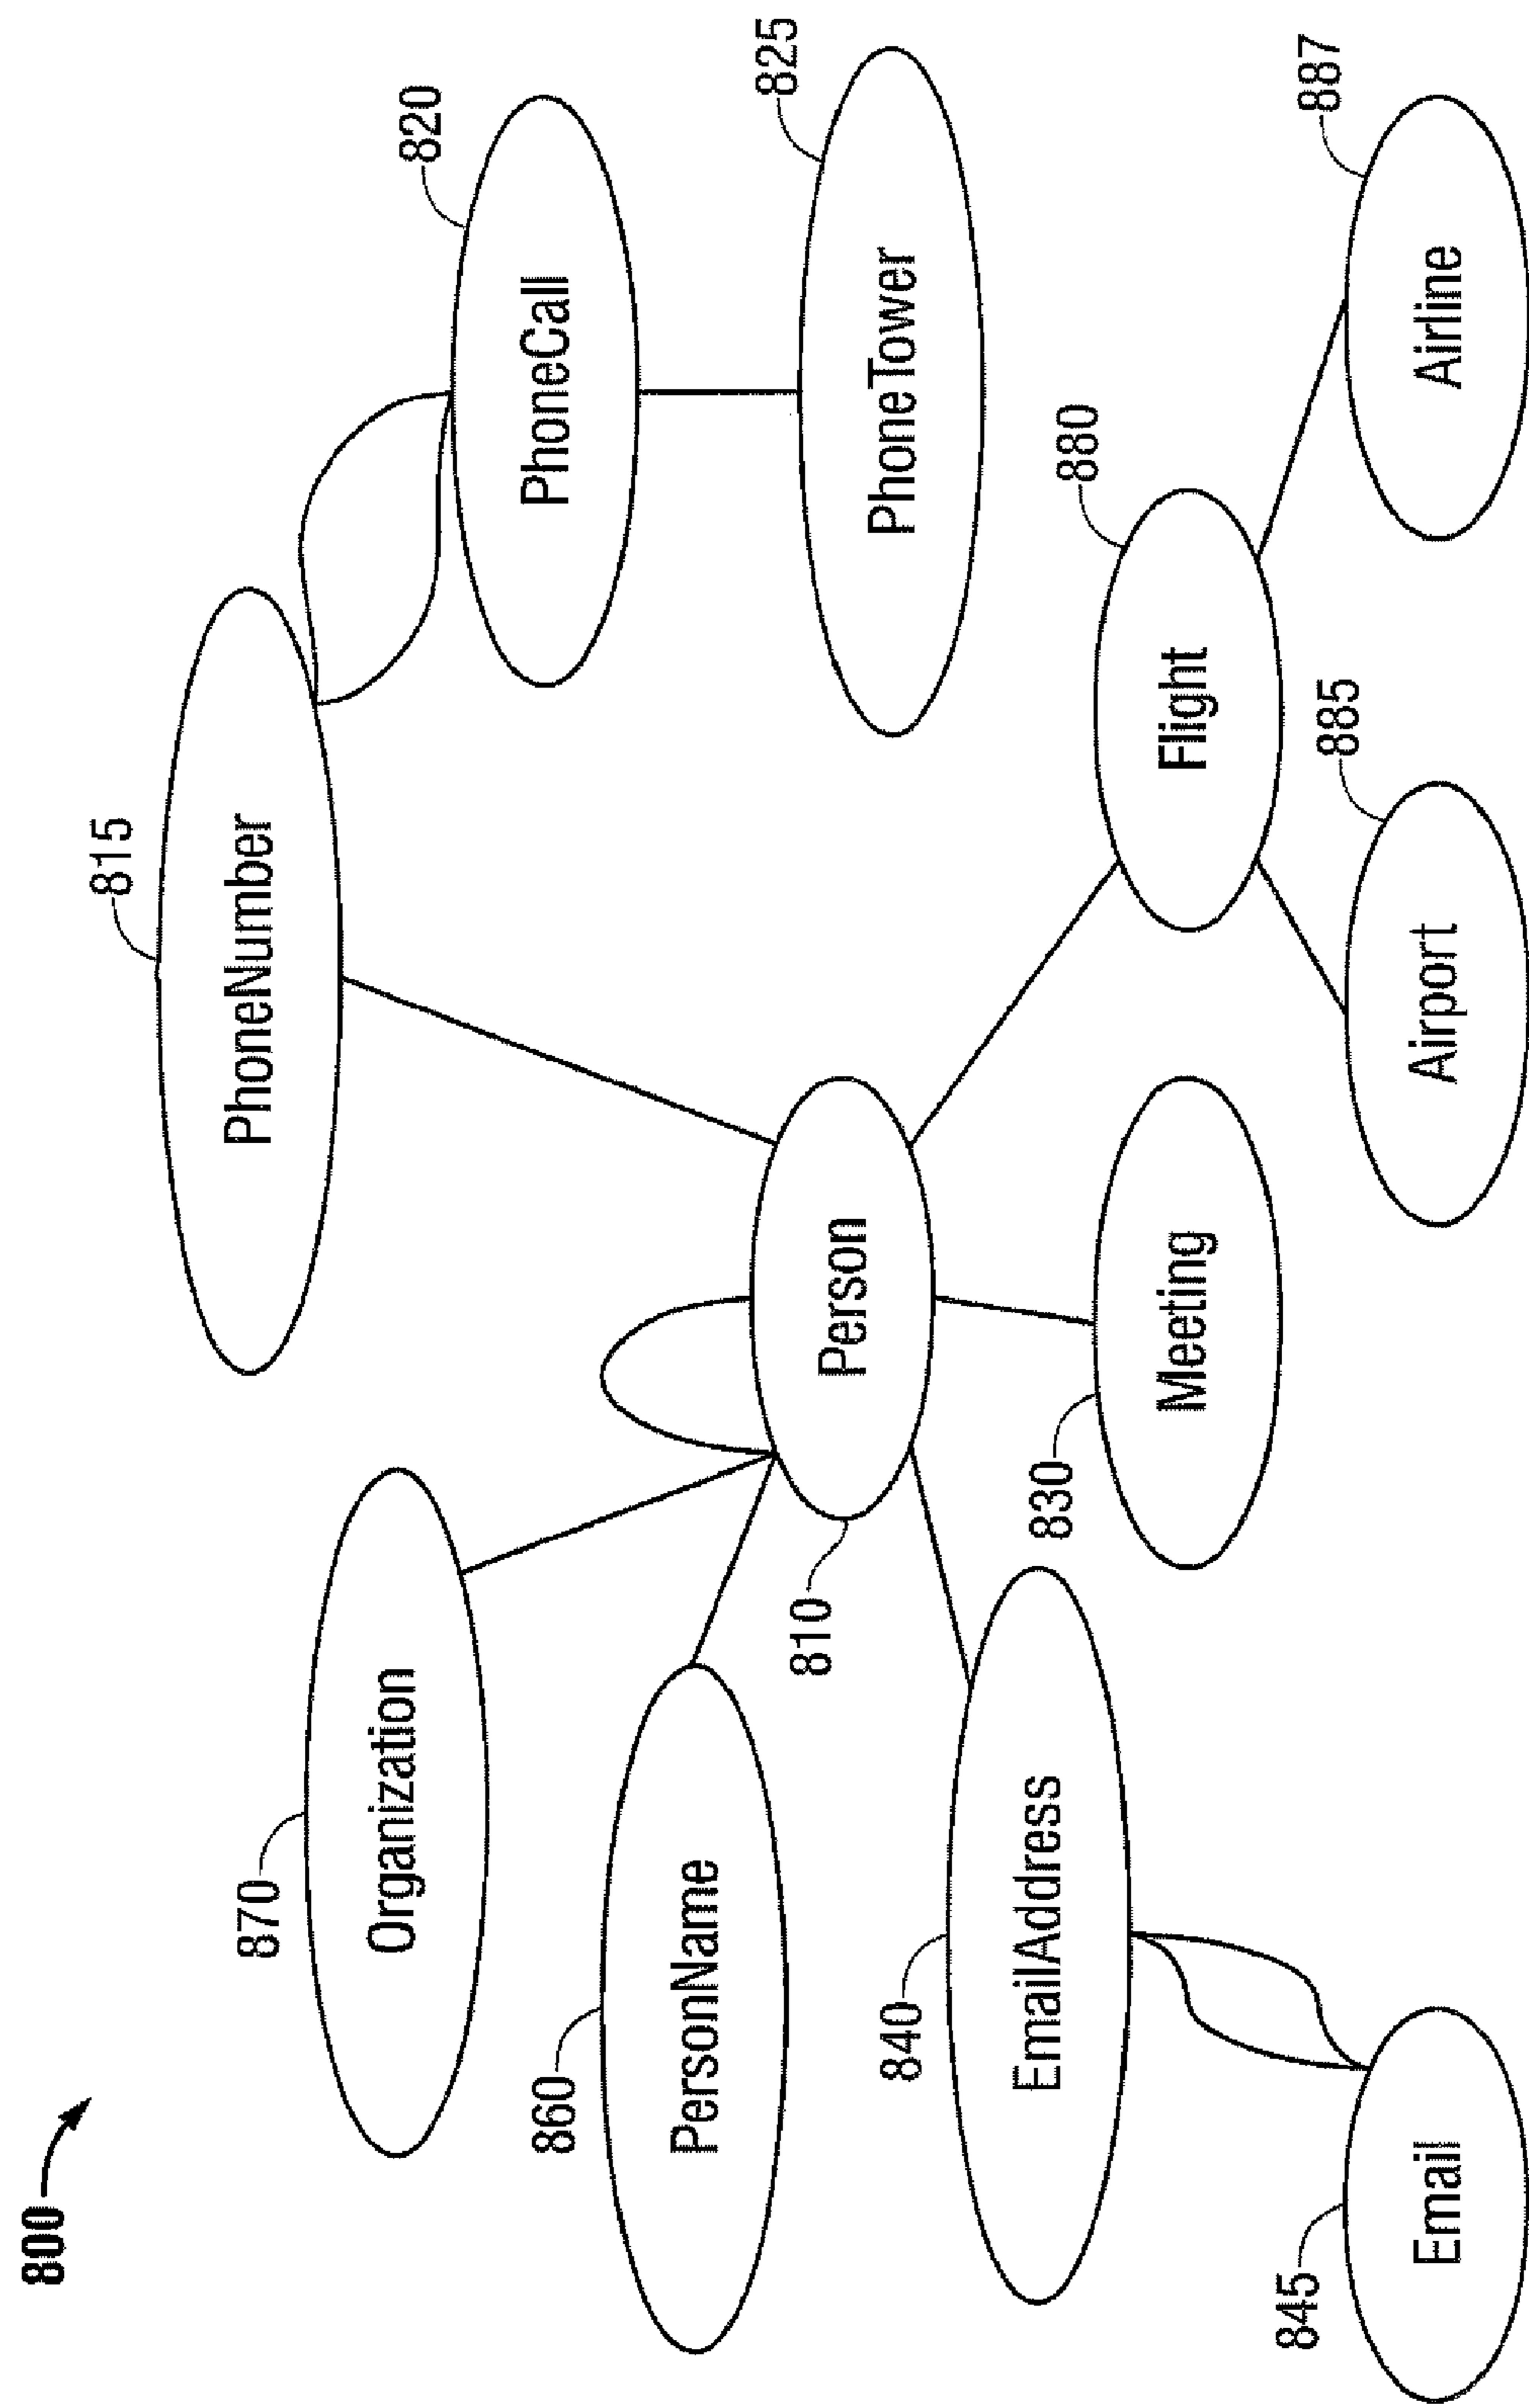 800
870
Organization
815
PhoneNumber
820
PhoneCall
860
PersonName
810
Person
825
PhoneTower
840
EmailAddress
830
Meeting
880
Flight
845
Email
885
Airport
887
Airline